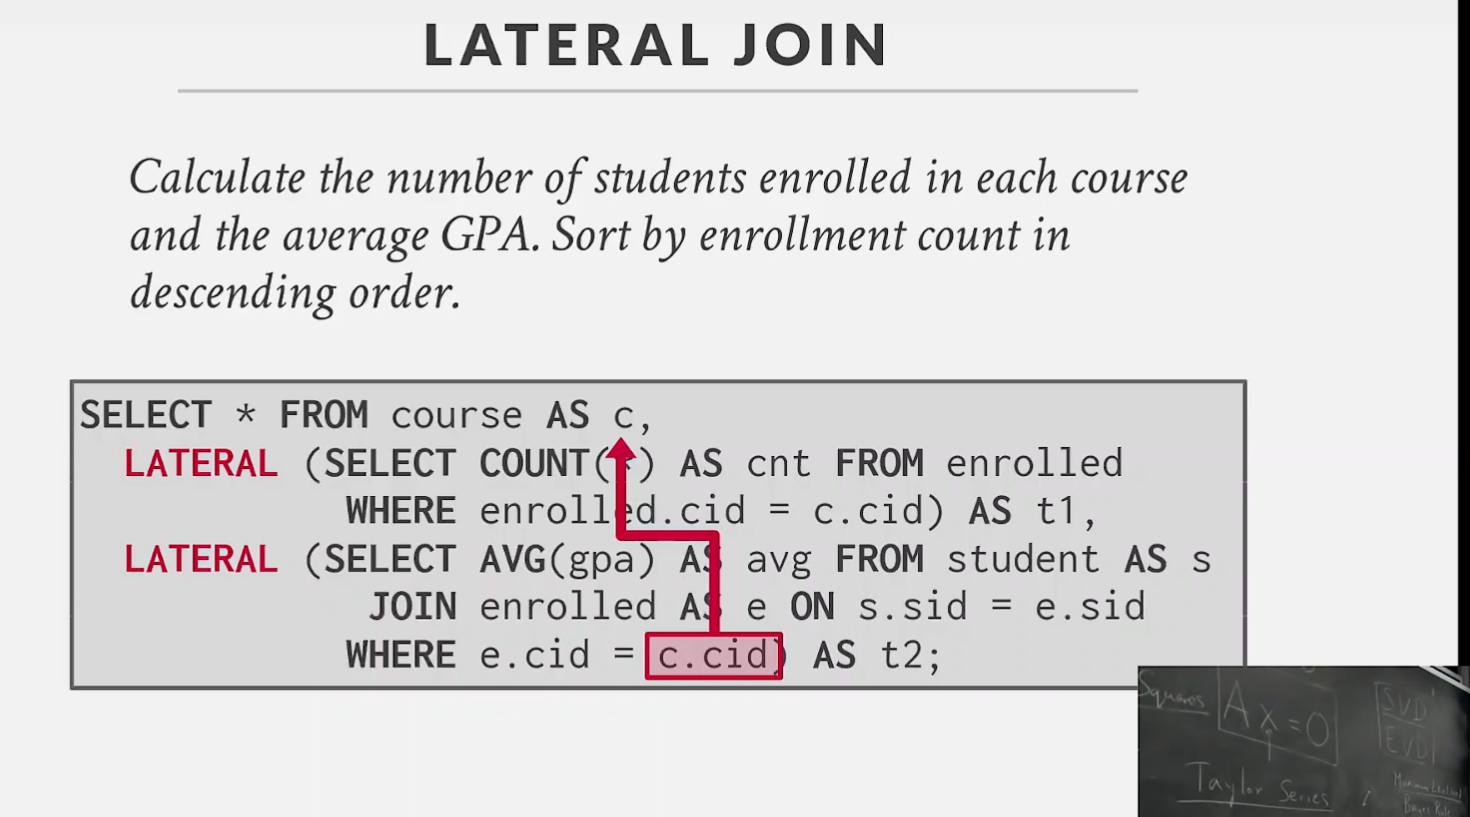 LATERAL JOIN
Calculate the number of students enrolled in each course
and the average GPA. Sort by enrollment count in
descending order.
SELECT * FROM course AS c,
LATERAL (SELECT COUNT(*) AS cnt FROM enrolled
WHERE enrolled.cid = c.cid) AS t1,
LATERAL (SELECT AVG(gpa) AS avg FROM student AS s
JOIN enrolled AS e ON s.sid = e.sid
WHERE e.cid = c.cid) AS t2;
Squares
Ax=0
SVD
EVD
Taylor Series
Bayes Rule